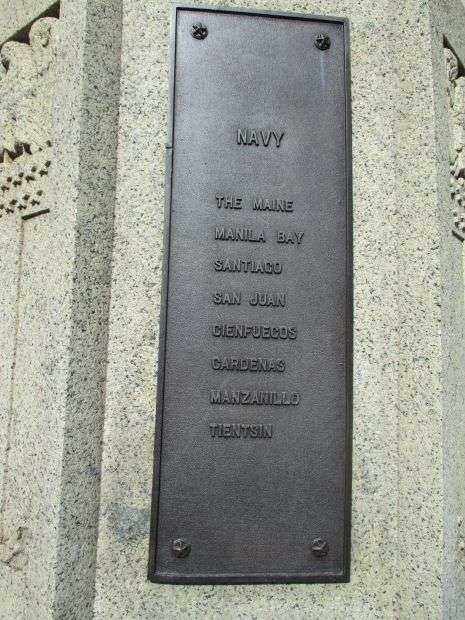 NAVY
THE MAINE
MANILA BAY
SANTIAGO
SAN JUAN
CIENFUEGOS
CARDENAS
MANZANILLO
TIENTSIN